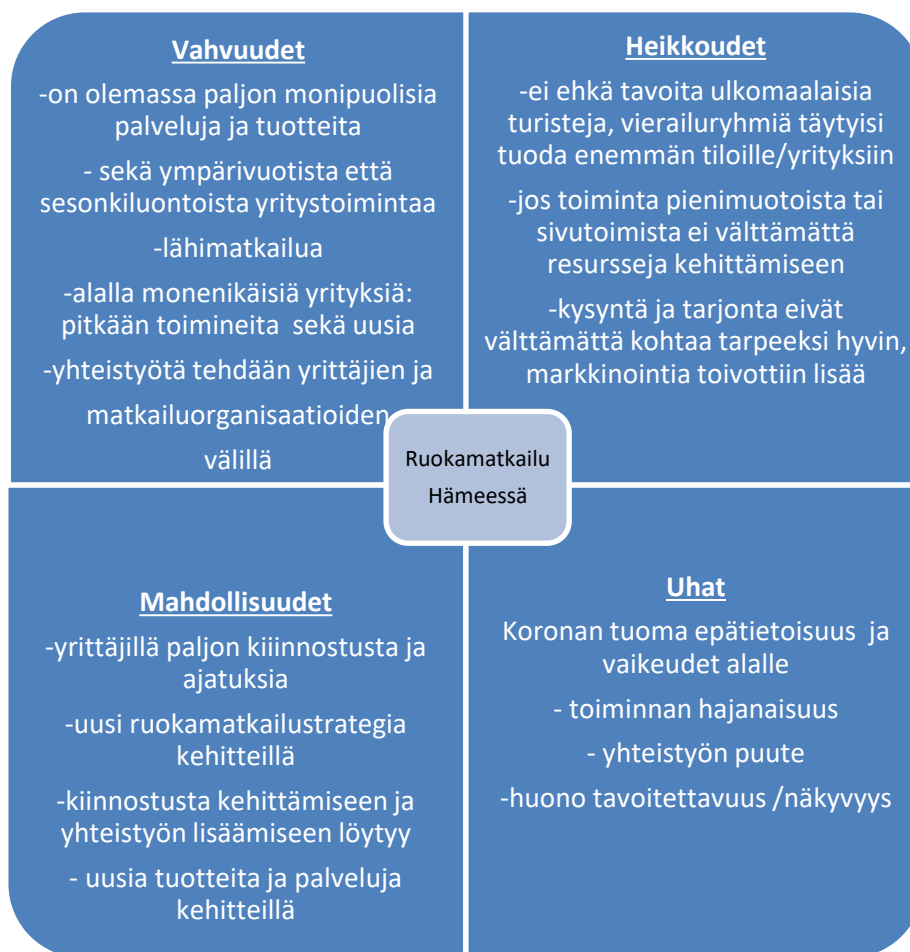 Vahvuudet
-on olemassa paljon monipuolisia
palveluja ja tuotteita
- sekä ympärivuotista että
sesonkiluontoista yritystoimintaa
-lähimatkailua
-alalla monenikäisiä yrityksiä:
pitkään toimineita sekä uusia
-yhteistyötä tehdään yrittäjien ja
matkailuorganisaatioiden
välillä
Heikkoudet
-ei ehkä tavoita ulkomaalaisia
turisteja, vierailuryhmiä täytyisi
tuoda enemmän tiloille/yrityksiin
-jos toiminta pienimuotoista tai
sivutoimista ei välttämättä
resursseja kehittämiseen
-kysyntä ja tarjonta eivät
välttämättä kohtaa tarpeeksi hyvin,
markkinointia toivottiin lisää
Ruokamatkailu
Hämeessä
Mahdollisuudet
-yrittäjillä paljon kiiinnostusta ja
ajatuksia
-uusi ruokamatkailustrategia
kehitteillä
-kiinnostusta kehittämiseen ja
yhteistyön lisäämiseen löytyy
- uusia tuotteita ja palveluja
kehitteillä
Uhat
Koronan tuoma epätietoisuus ja
vaikeudet alalle
- toiminnan hajanaisuus
- yhteistyön puute
-huono tavoitettavuus /näkyvyys